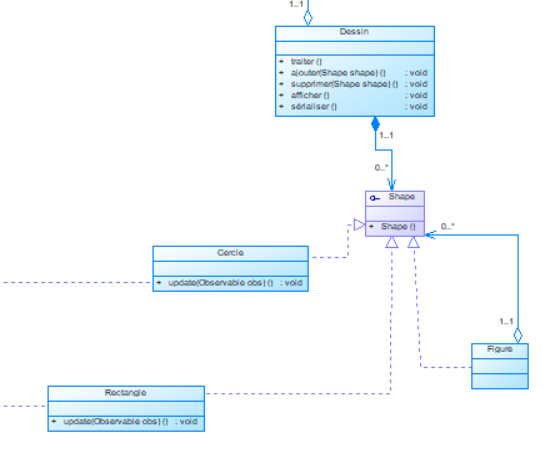 1..1
Dessin
+ traiter ()
+ ajouter(Shape shape) () : void
+ supprimer(Shape shape) () : void
+ afficher () : void
+ sérialiser () : void
1..1
0..*
Shape
+ Shape ()
0..*
Cercle
+ update(Observable obs) () : void
1..1
Figure
Rectangle
+ update(Observable obs) () : void